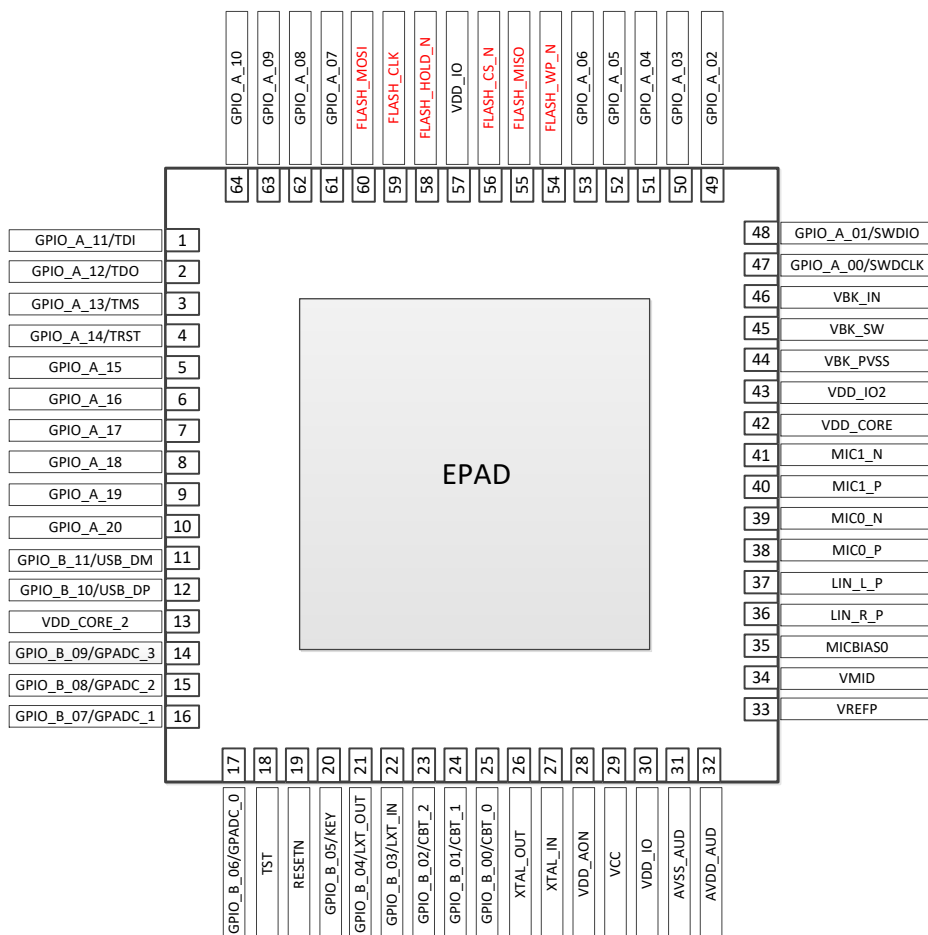 GPIO_A_10
GPIO_A_09
GPIO_A_08
GPIO_A_07
FLASH_MOSI
FLASH_CLK
FLASH_HOLD_N
VDD_IO
FLASH_CS_N
FLASH_MISO
FLASH_WP_N
GPIO_A_06
GPIO_A_05
GPIO_A_04
GPIO_A_03
GPIO_A_02
64
63
62
61
60
59
58
57
56
55
54
53
52
51
50
49
GPIO_A_11/TDI 1
GPIO_A_12/TDO 2
GPIO_A_13/TMS 3
GPIO_A_14/TRST 4
GPIO_A_15 5
GPIO_A_16 6
GPIO_A_17 7
GPIO_A_18 8
GPIO_A_19 9
GPIO_A_20 10
GPIO_B_11/USB_DM 11
GPIO_B_10/USB_DP 12
VDD_CORE_2 13
GPIO_B_09/GPADC_3 14
GPIO_B_08/GPADC_2 15
GPIO_B_07/GPADC_1 16
EPAD
48 GPIO_A_01/SWDIO
47 GPIO_A_00/SWDCLK
46 VBK_IN
45 VBK_SW
44 VBK_PVSS
43 VDD_IO2
42 VDD_CORE
41 MIC1_N
40 MIC1_P
39 MIC0_N
38 MIC0_P
37 LIN_L_P
36 LIN_R_P
35 MICBIAS0
34 VMID
33 VREFP
17
18
19
20
21
22
23
24
25
26
27
28
29
30
31
32
GPIO_B_06/GPADC_0
TST
RESETN
GPIO_B_05/KEY
GPIO_B_04/LXT_OUT
GPIO_B_03/LXT_IN
GPIO_B_02/CBT_2
GPIO_B_01/CBT_1
GPIO_B_00/CBT_0
XTAL_OUT
XTAL_IN
VDD_AON
VCC
VDD_IO
AVSS_AUD
AVDD_AUD